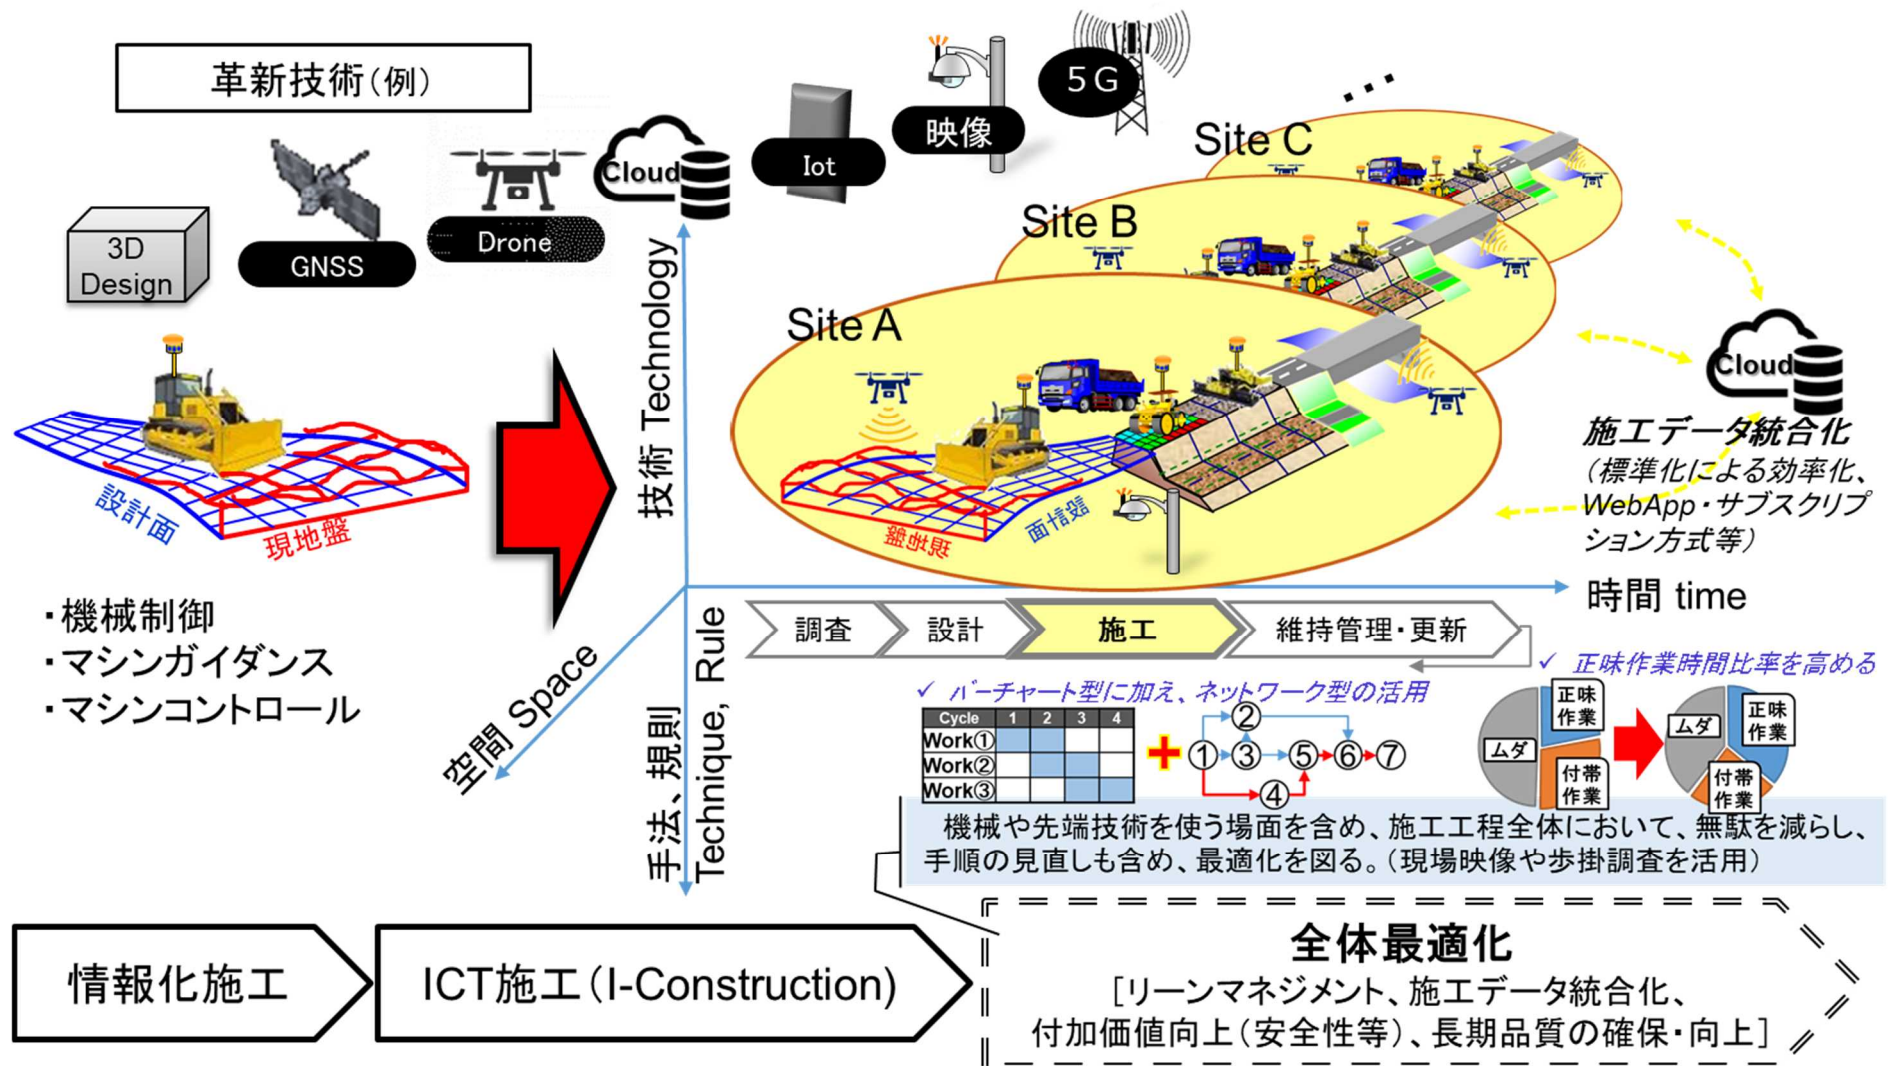 革新技術(例)
3D
Design
GNSS
Drone
Cloud
Iot
映像
5G
・・・
Site C
Site B
Site A
設計面
現地盤
設計面
現地盤
・機械制御
・マシンガイダンス
・マシンコントロール
技術 Technology
空間 Space
手法、規則
Technique, Rule
時間 time
Cloud
施工データ統合化
(標準化による効率化、
WebApp・サブスクリプ
ション方式等)
調査
設計
施工
維持管理・更新
✓ バーチャート型に加え、ネットワーク型の活用
✓ 正味作業時間比率を高める
Cycle 1 2 3 4
Work①
Work②
Work③
+
① ② ③ ④ ⑤ ⑥ ⑦
ムダ
正味
作業
付帯
作業
ムダ
正味
作業
付帯
作業
機械や先端技術を使う場面を含め、施工工程全体において、無駄を減らし、
手順の見直しも含め、最適化を図る。(現場映像や歩掛調査を活用)
情報化施工
ICT施工(I-Construction)
全体最適化
[リーンマネジメント、施工データ統合化、
付加価値向上(安全性等)、長期品質の確保・向上]